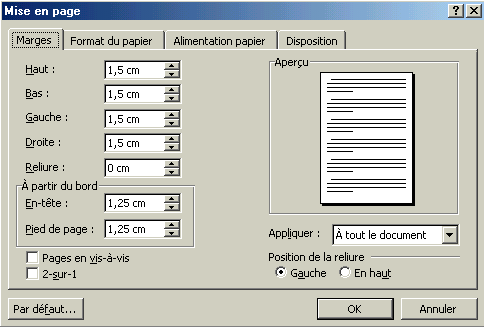 Mise en page
Marges Format du papier Alimentation papier Disposition
Haut : 1,5 cm
Bas : 1,5 cm
Gauche : 1,5 cm
Droite : 1,5 cm
Reliure : 0 cm
À partir du bord
En-tête : 1,25 cm
Pied de page : 1,25 cm
Pages en vis-à-vis
2-sur-1
Aperçu
Appliquer : À tout le document
Position de la reliure
Gauche En haut
Par défaut... OK Annuler